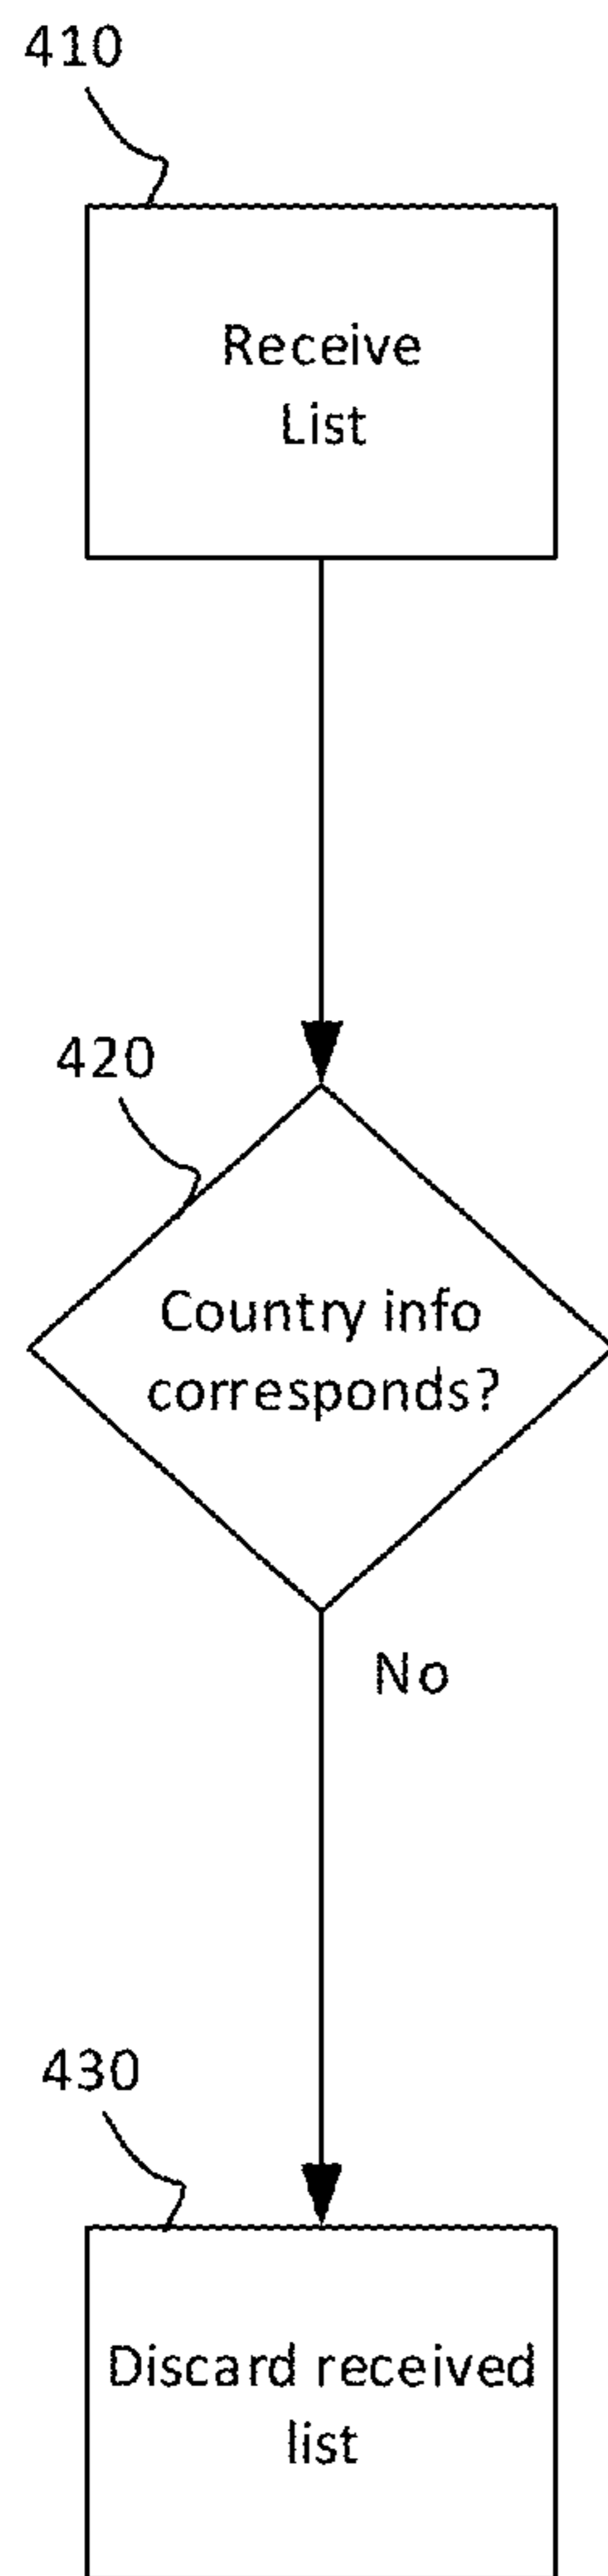 410
Receive
List
420
Country info
corresponds?
No
430
Discard received
list